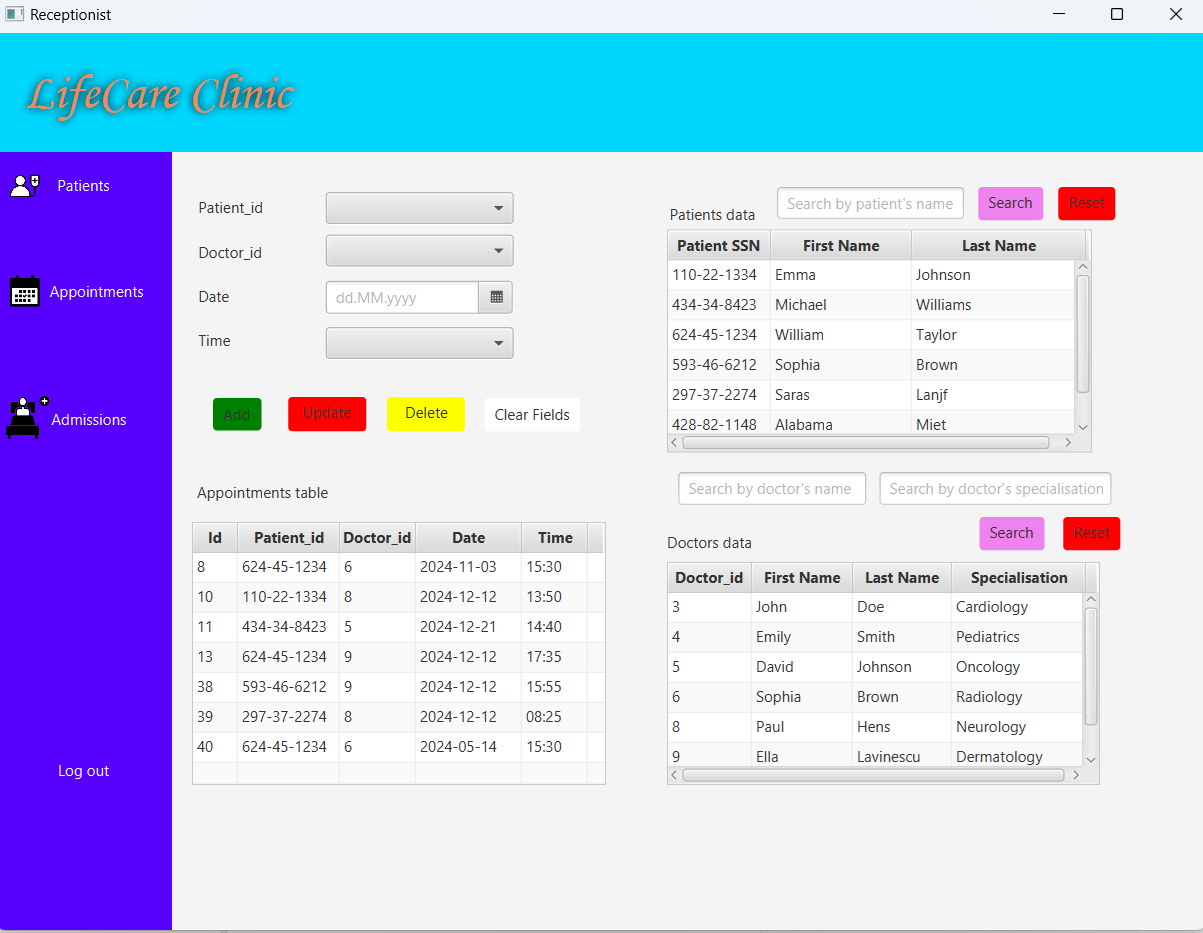 Receptionist
LifeCare Clinic
Patients
Appointments
Admissions
Log out
Patient_id
Doctor_id
Date dd.MM.yyyy
Time
Add Update Delete Clear Fields
Appointments table
Id Patient_id Doctor_id Date Time
8 624-45-1234 6 2024-11-03 15:30
10 110-22-1334 8 2024-12-12 13:50
11 434-34-8423 5 2024-12-21 14:40
13 624-45-1234 9 2024-12-12 17:35
38 593-46-6212 9 2024-12-12 15:55
39 297-37-2274 8 2024-12-12 08:25
40 624-45-1234 6 2024-05-14 15:30
Patients data Search by patient's name Search Reset
Patient SSN First Name Last Name
110-22-1334 Emma Johnson
434-34-8423 Michael Williams
624-45-1234 William Taylor
593-46-6212 Sophia Brown
297-37-2274 Saras Lanjf
428-82-1148 Alabama Miet
Search by doctor's name Search by doctor's specialisation
Doctors data Search Reset
Doctor_id First Name Last Name Specialisation
3 John Doe Cardiology
4 Emily Smith Pediatrics
5 David Johnson Oncology
6 Sophia Brown Radiology
8 Paul Hens Neurology
9 Ella Lavinescu Dermatology